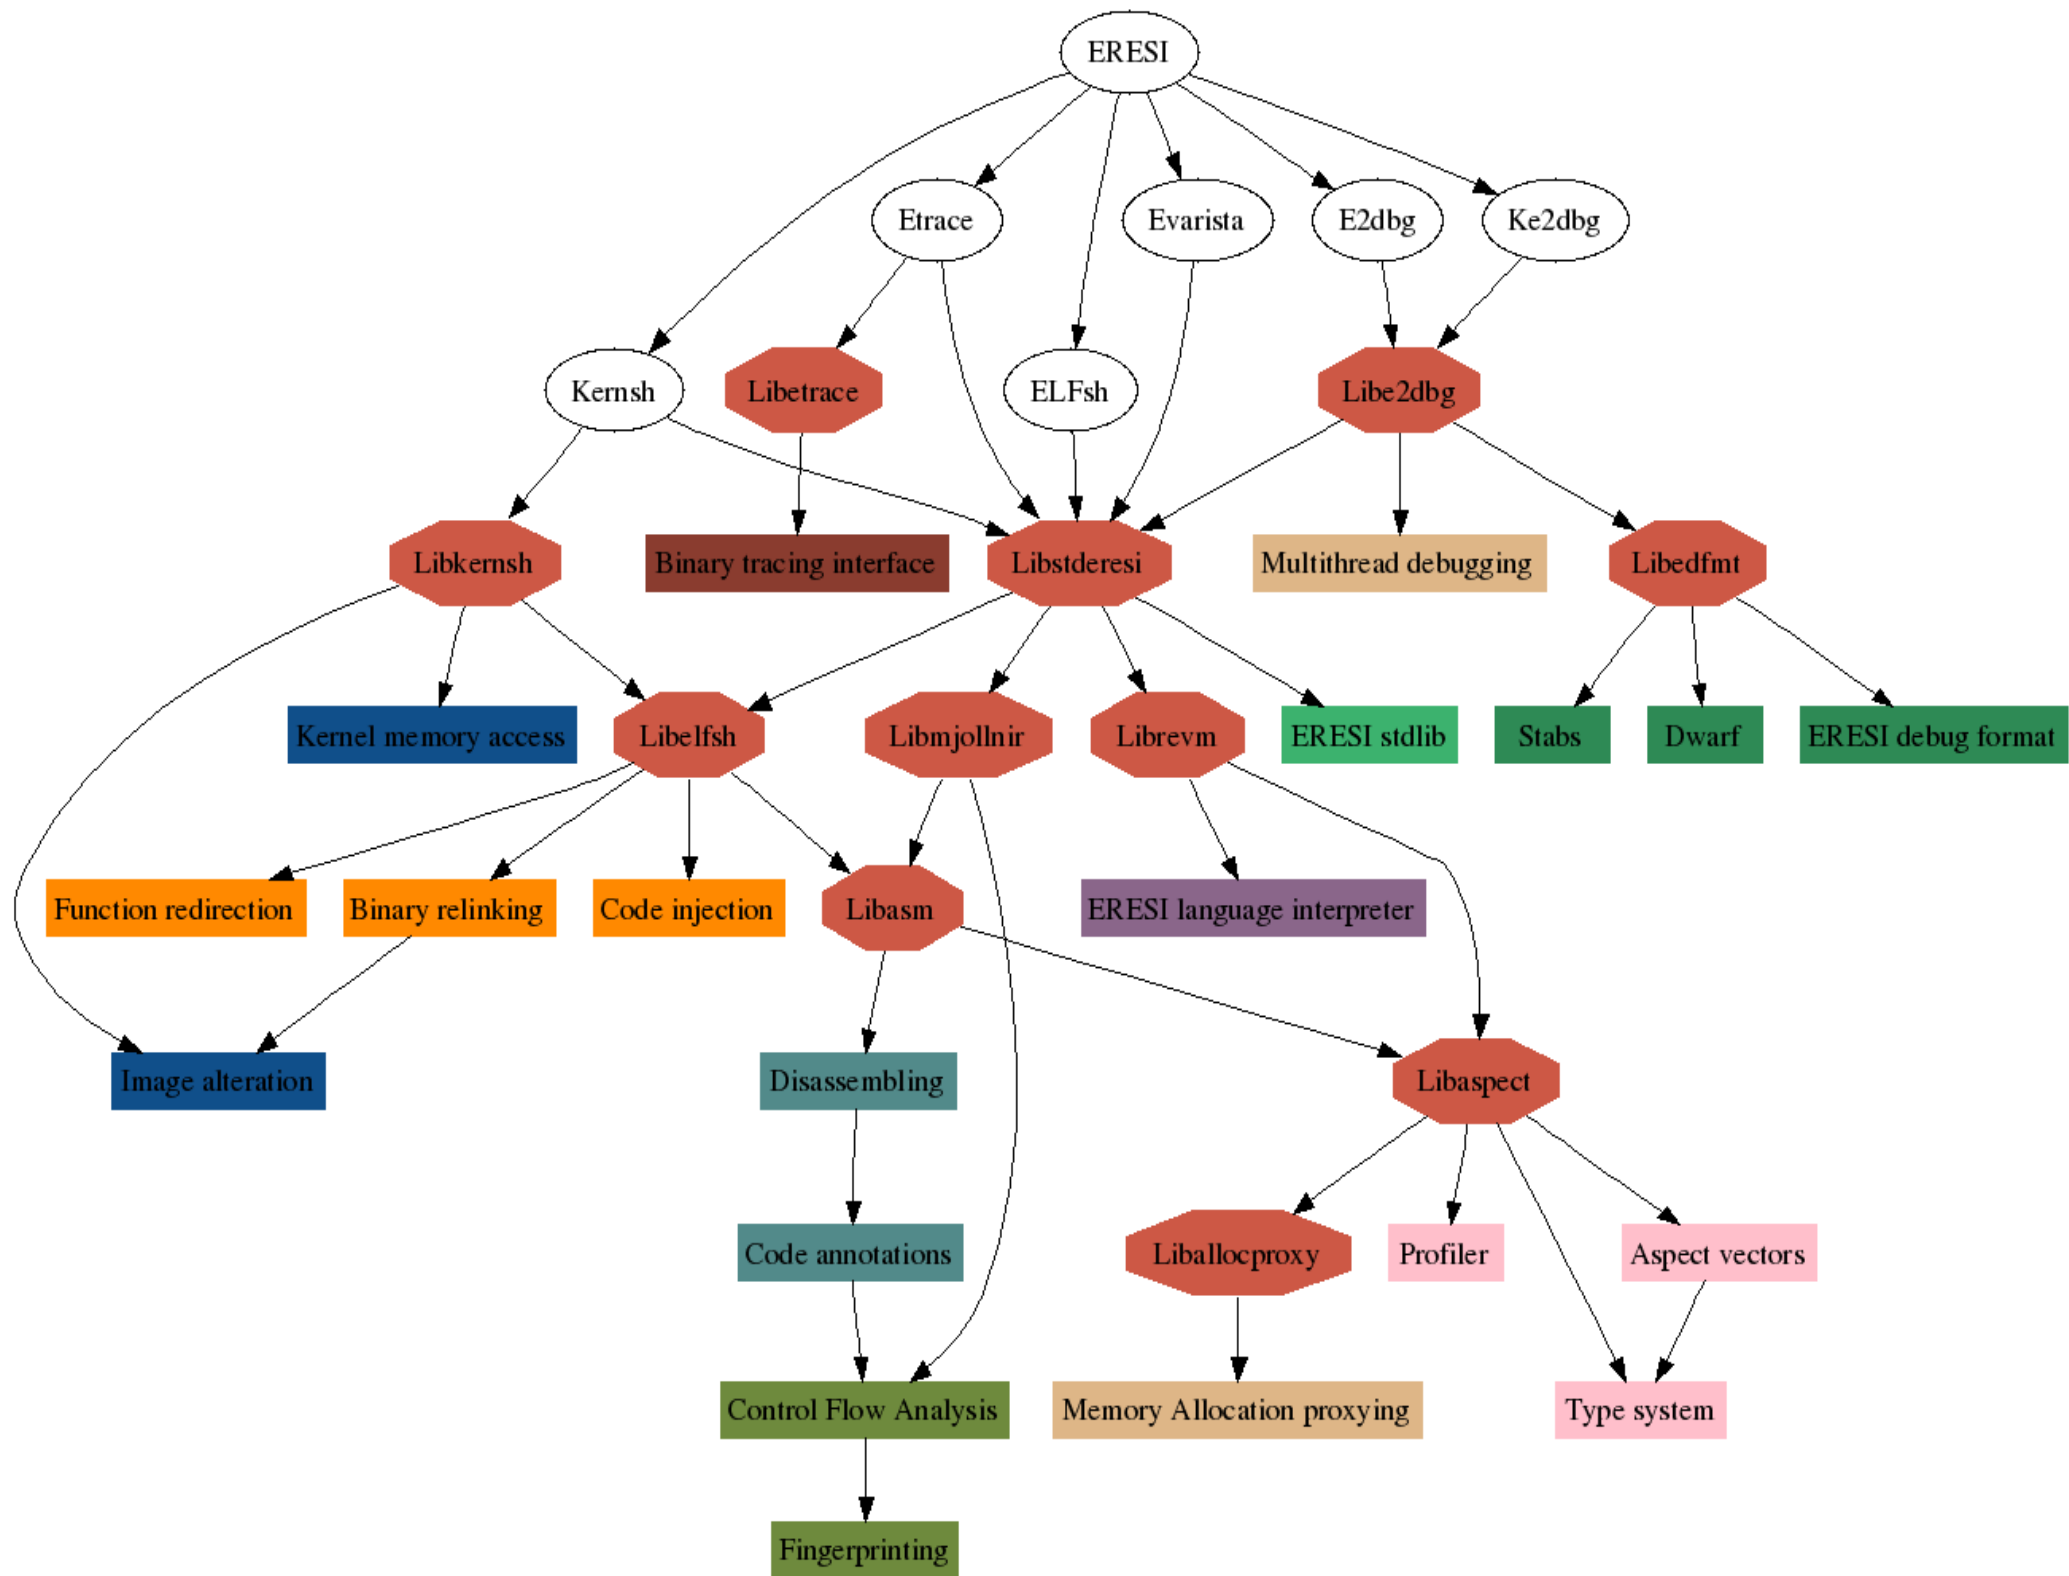 ERESI
Etrace
Evarista
E2dbg
Ke2dbg
Kernsh
Libetrace
ELFsh
Libe2dbg
Libkernsh
Binary tracing interface
Libstderesi
Multithread debugging
Libedfmt
Kernel memory access
Libelfsh
Libmjollnir
Librevm
ERESI stdlib
Stabs
Dwarf
ERESI debug format
Function redirection
Binary relinking
Code injection
Libasm
ERESI language interpreter
Image alteration
Disassembling
Libaspect
Code annotations
Liballocproxy
Profiler
Aspect vectors
Control Flow Analysis
Memory Allocation proxying
Type system
Fingerprinting